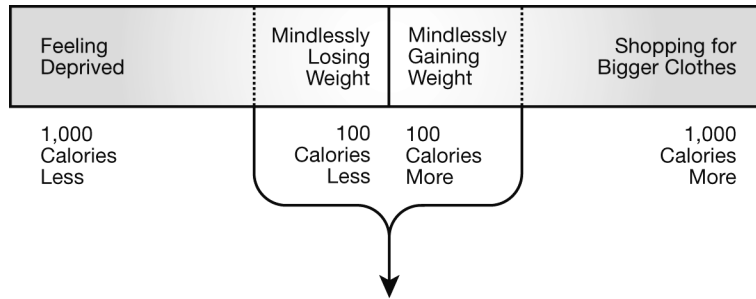 Feeling
Deprived
Mindlessly
Losing
Weight
Mindlessly
Gaining
Weight
Shopping for
Bigger Clothes
1,000
Calories
Less
100
Calories
Less
100
Calories
More
1,000
Calories
More